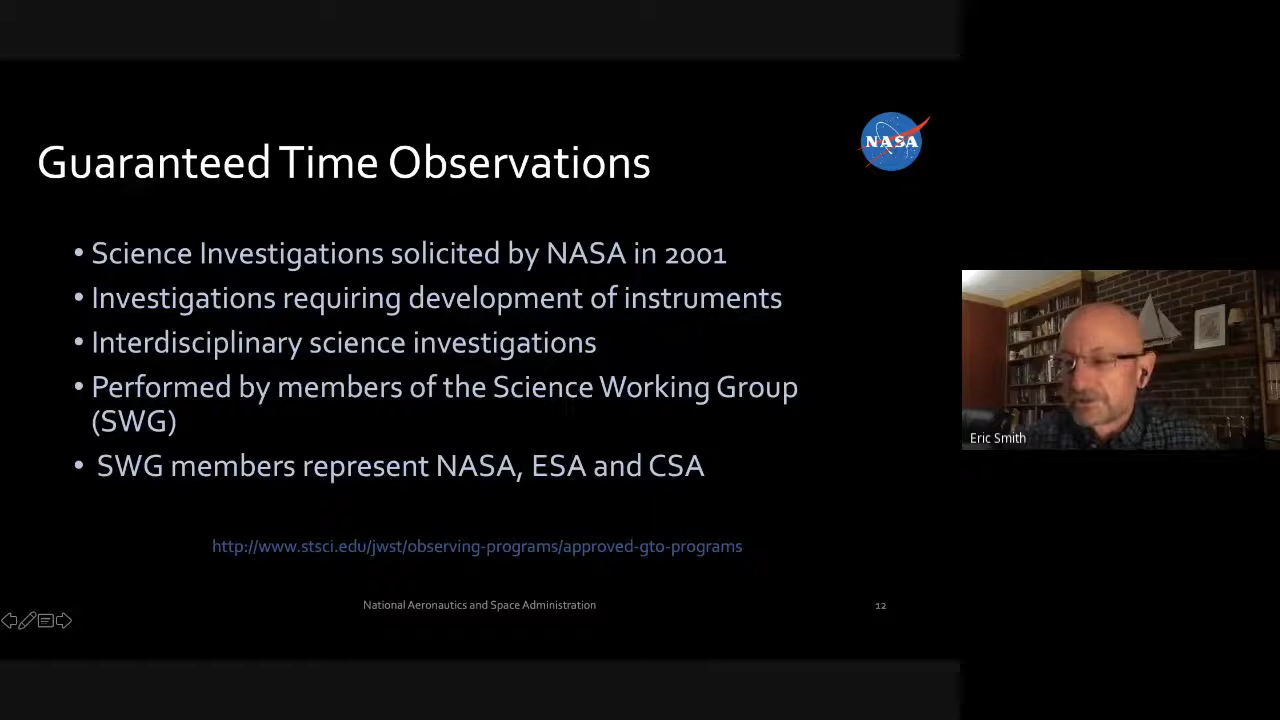 NASA
Guaranteed Time Observations
• Science Investigations solicited by NASA in 2001
• Investigations requiring development of instruments
• Interdisciplinary science investigations
• Performed by members of the Science Working Group
(SWG)
• SWG members represent NASA, ESA and CSA
http://www.stsci.edu/jwst/observing-programs/approved-gto-programs
National Aeronautics and Space Administration
12
Eric Smith